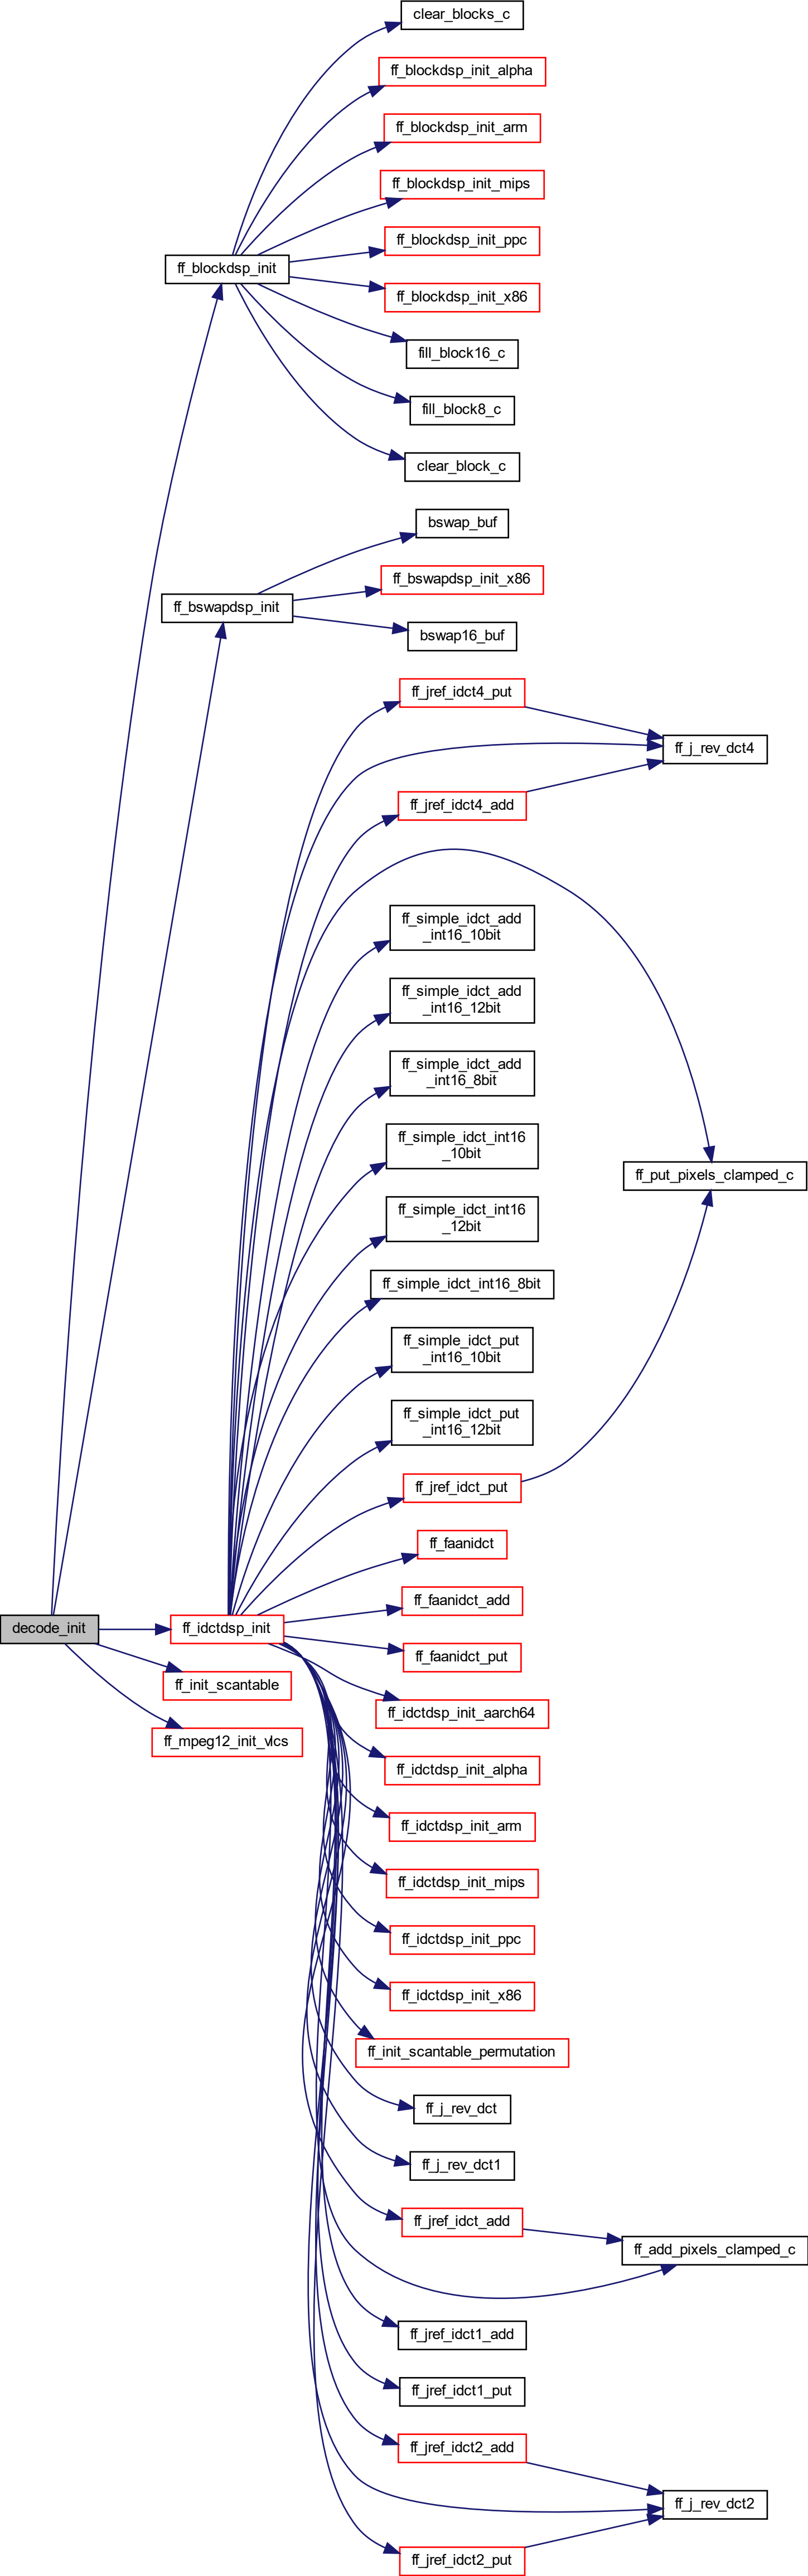 clear_blocks_c
ff_blockdsp_init_alpha
ff_blockdsp_init_arm
ff_blockdsp_init_mips
ff_blockdsp_init_ppc
ff_blockdsp_init
ff_blockdsp_init_x86
fill_block16_c
fill_block8_c
clear_block_c
bswap_buf
ff_bswapdsp_init_x86
ff_bswapdsp_init
bswap16_buf
ff_jref_idct4_put
ff_j_rev_dct4
ff_jref_idct4_add
ff_simple_idct_add
_int16_10bit
ff_simple_idct_add
_int16_12bit
ff_simple_idct_add
_int16_8bit
ff_simple_idct_int16
_10bit
ff_put_pixels_clamped_c
ff_simple_idct_int16
_12bit
ff_simple_idct_int16_8bit
ff_simple_idct_put
_int16_10bit
ff_simple_idct_put
_int16_12bit
ff_jref_idct_put
ff_faanidct
ff_faanidct_add
decode_init
ff_idctdsp_init
ff_faanidct_put
ff_init_scantable
ff_idctdsp_init_aarch64
ff_mpeg12_init_vlcs
ff_idctdsp_init_alpha
ff_idctdsp_init_arm
ff_idctdsp_init_mips
ff_idctdsp_init_ppc
ff_idctdsp_init_x86
ff_init_scantable_permutation
ff_j_rev_dct
ff_j_rev_dct1
ff_jref_idct_add
ff_add_pixels_clamped_c
ff_jref_idct1_add
ff_jref_idct1_put
ff_jref_idct2_add
ff_j_rev_dct2
ff_jref_idct2_put